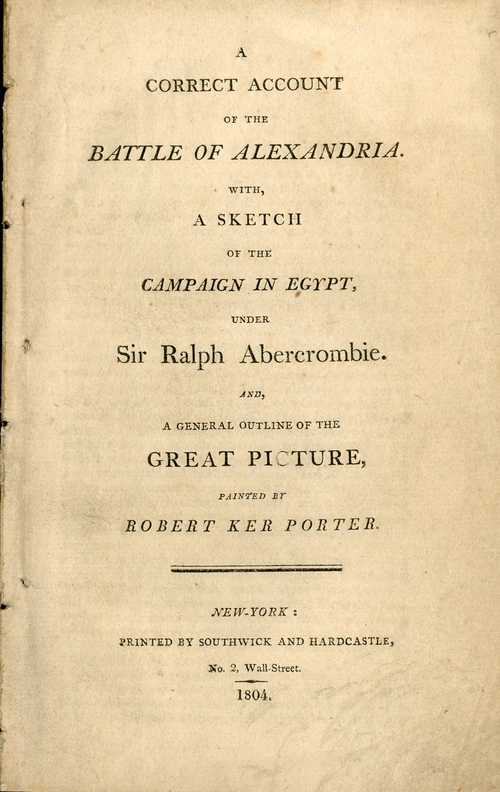 A
CORRECT ACCOUNT
OF THE
BATTLE OF ALEXANDRIA.
WITH,
A SKETCH
OF THE
CAMPAIGN IN EGYPT,
UNDER
Sir Ralph Abercrombie.
AND,
A GENERAL OUTLINE OF THE
GREAT PICTURE,
PAINTED BY
ROBERT KER PORTER.
NEW-YORK :
PRINTED BY SOUTHWICK AND HARDCASTLE,
No. 2, Wall-Street.
1804.